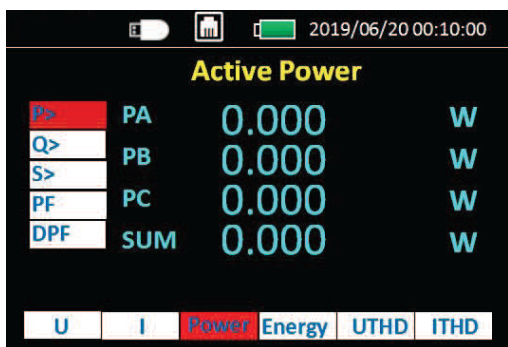 2019/06/20 00:10:00
Active Power
P> PA 0.000 W
Q>
PB 0.000 W
S>
PF PC 0.000 W
DPF SUM 0.000 W
U I Power Energy UTHD ITHD